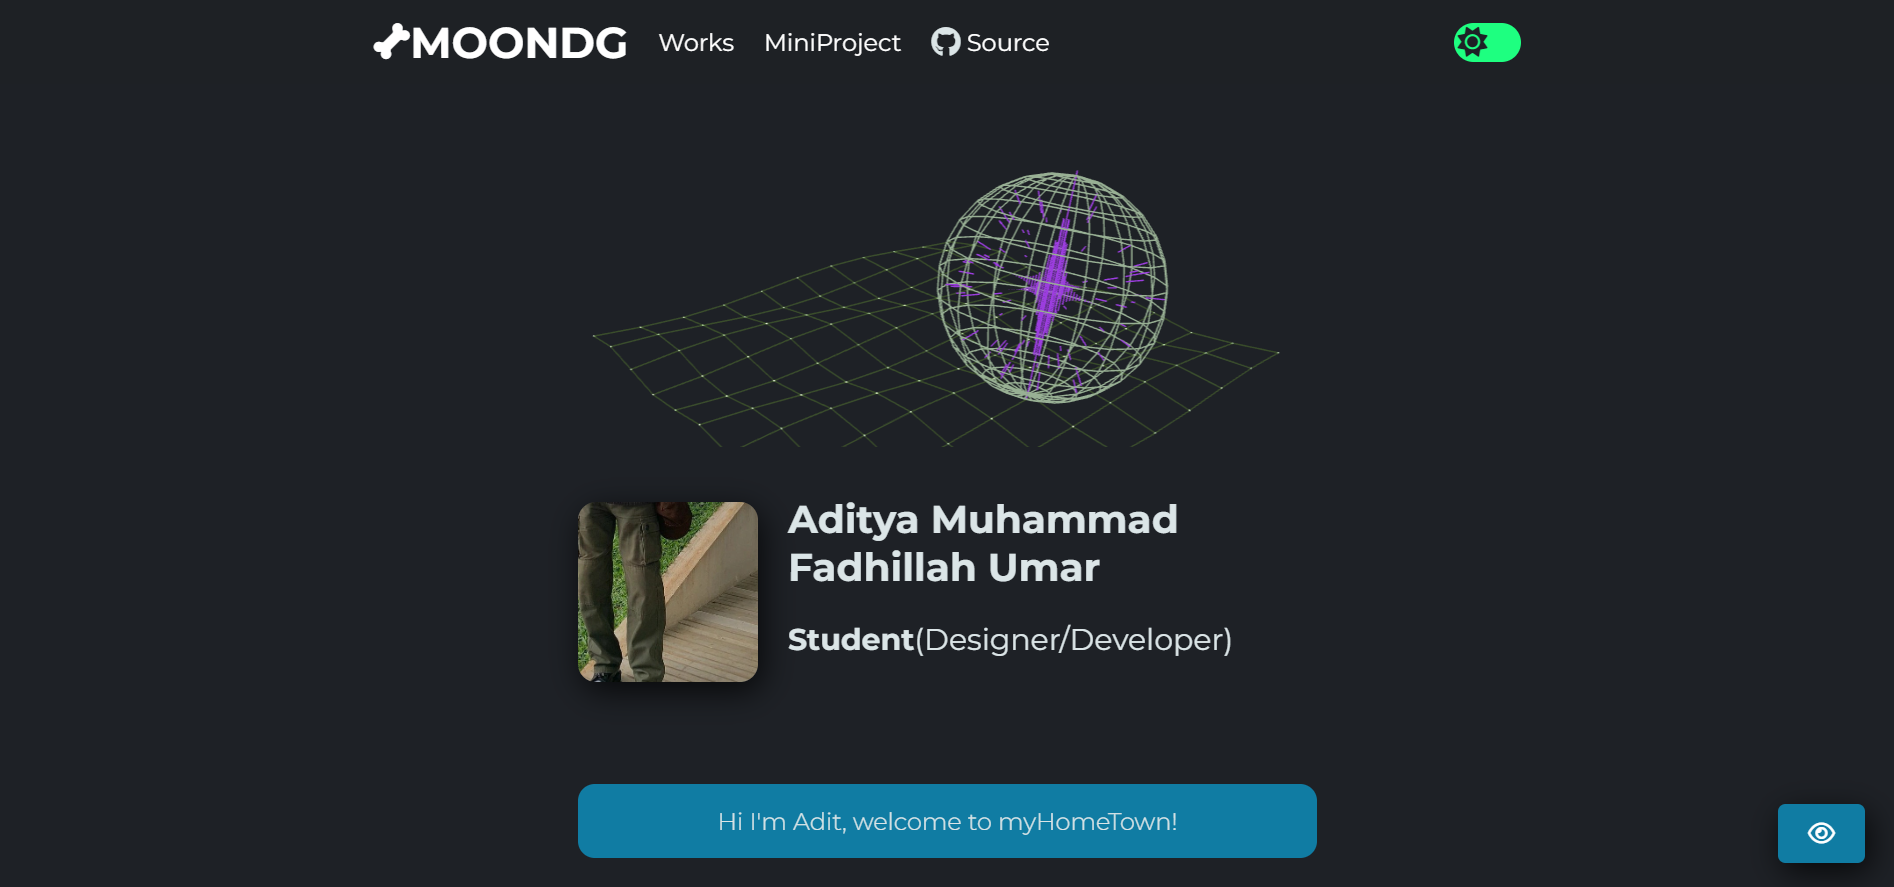 MOONDG
Works
MiniProject
Source
Aditya Muhammad
Fadhillah Umar
Student(Designer/Developer)
Hi I'm Adit, welcome to myHomeTown!